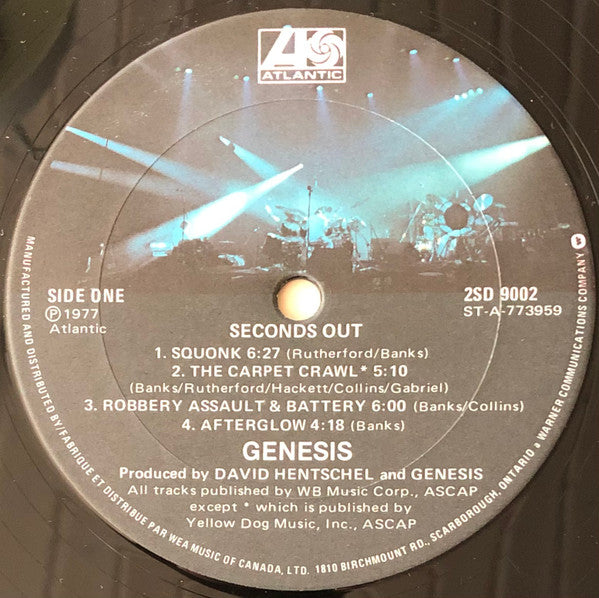 ATLANTIC
SIDE ONE
℗ 1977
Atlantic
2SD 9002
ST-A-773959
SECONDS OUT
1. SQUONK 6:27 (Rutherford/Banks)
2. THE CARPET CRAWL* 5:10
(Banks/Rutherford/Hackett/Collins/Gabriel)
3. ROBBERY ASSAULT & BATTERY 6:00 (Banks/Collins)
4. AFTERGLOW 4:18 (Banks)
GENESIS
Produced by DAVID HENTSCHEL and GENESIS
All tracks published by WB Music Corp., ASCAP
except * which is published by
Yellow Dog Music, Inc., ASCAP
MANUFACTURED AND DISTRIBUTED BY/FABRIQUE ET DISTRIBUE PAR WEA MUSIC OF CANADA, LTD. 1810 BIRCHMOUNT RD., SCARBOROUGH, ONTARIO a WARNER COMMUNICATIONS COMPANY